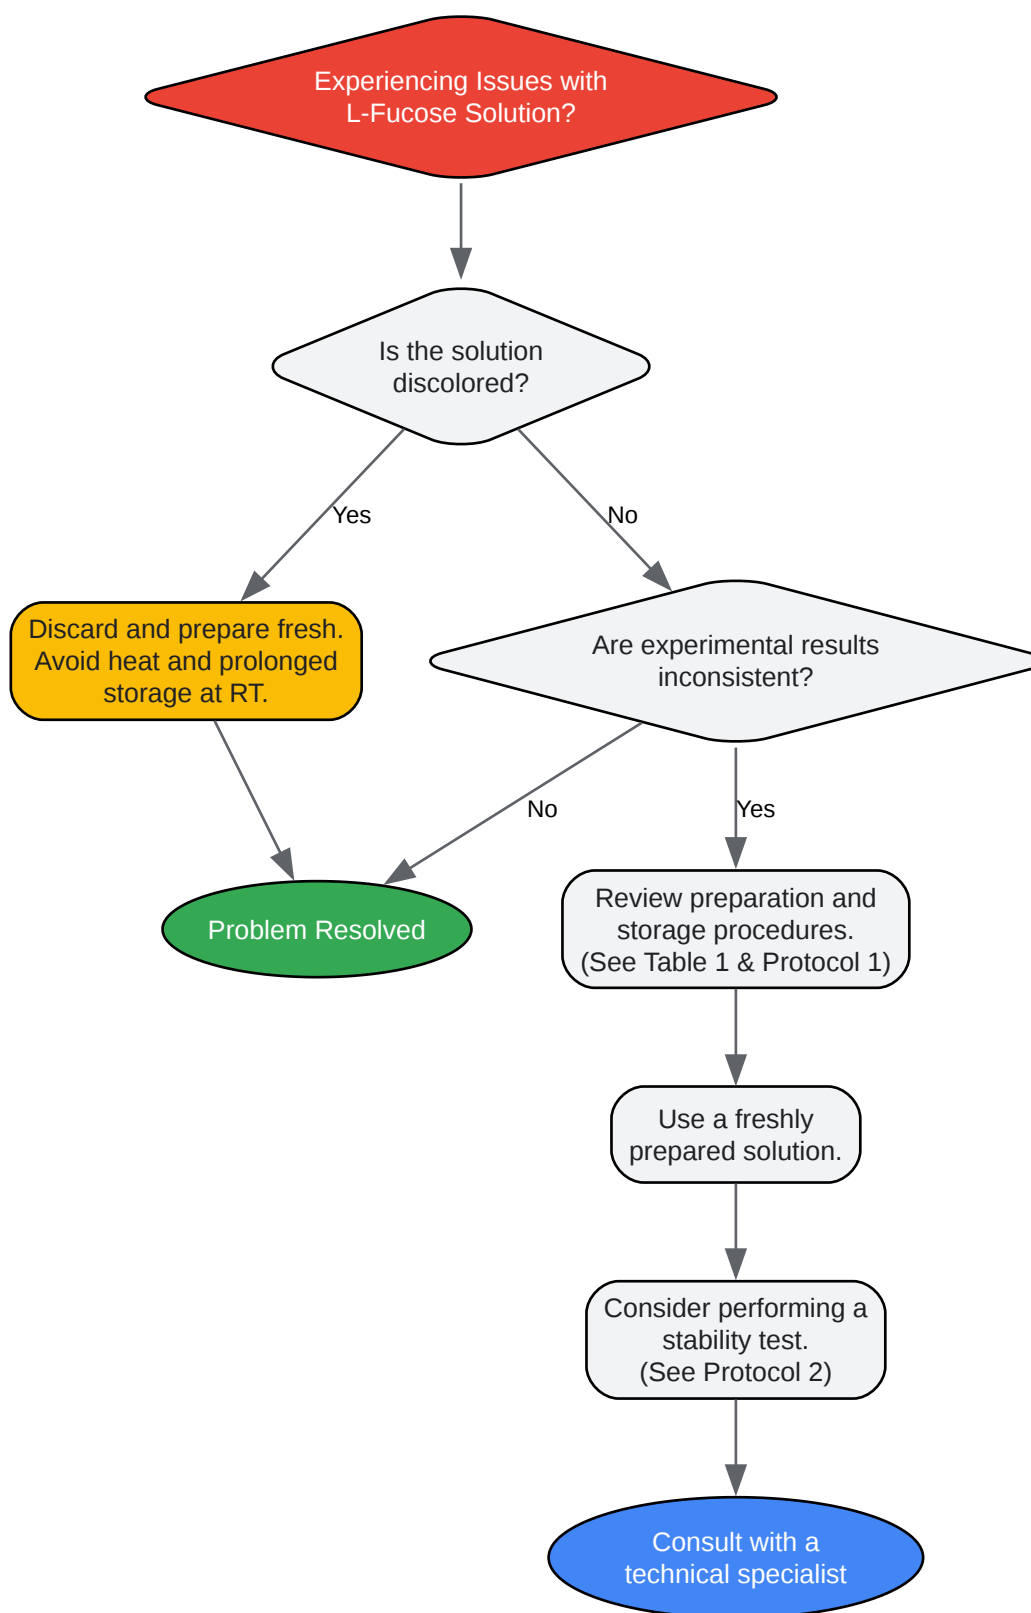 Experiencing Issues with
L-Fucose Solution?
Is the solution
discolored?
Yes
No
Discard and prepare fresh.
Avoid heat and prolonged
storage at RT.
Are experimental results
inconsistent?
No
Yes
Problem Resolved
Review preparation and
storage procedures.
(See Table 1 & Protocol 1)
Use a freshly
prepared solution.
Consider performing a
stability test.
(See Protocol 2)
Consult with a
technical specialist